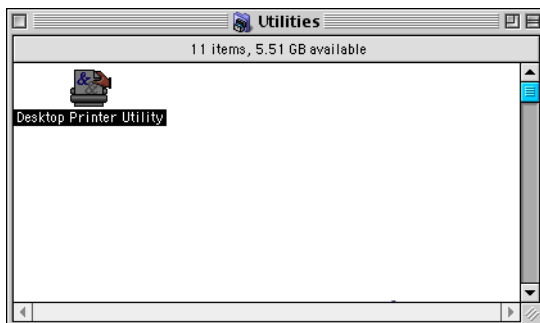 Utilities
11 items, 5.51 GB available
Desktop Printer Utility